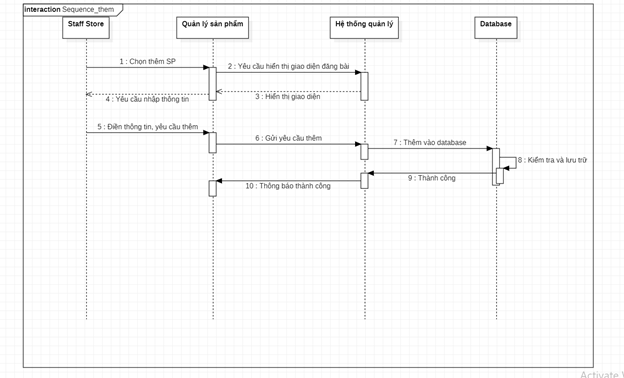 interaction Sequence_them
Staff Store
Quản lý sản phẩm
Hệ thống quản lý
Database
1 : Chọn thêm SP
2 : Yêu cầu hiển thị giao diện đăng bài
3 : Hiển thị giao diện
4 : Yêu cầu nhập thông tin
5 : Điền thông tin, yêu cầu thêm
6 : Gửi yêu cầu thêm
7 : Thêm vào database
8 : Kiểm tra và lưu trữ
9 : Thành công
10 : Thông báo thành công
Activate